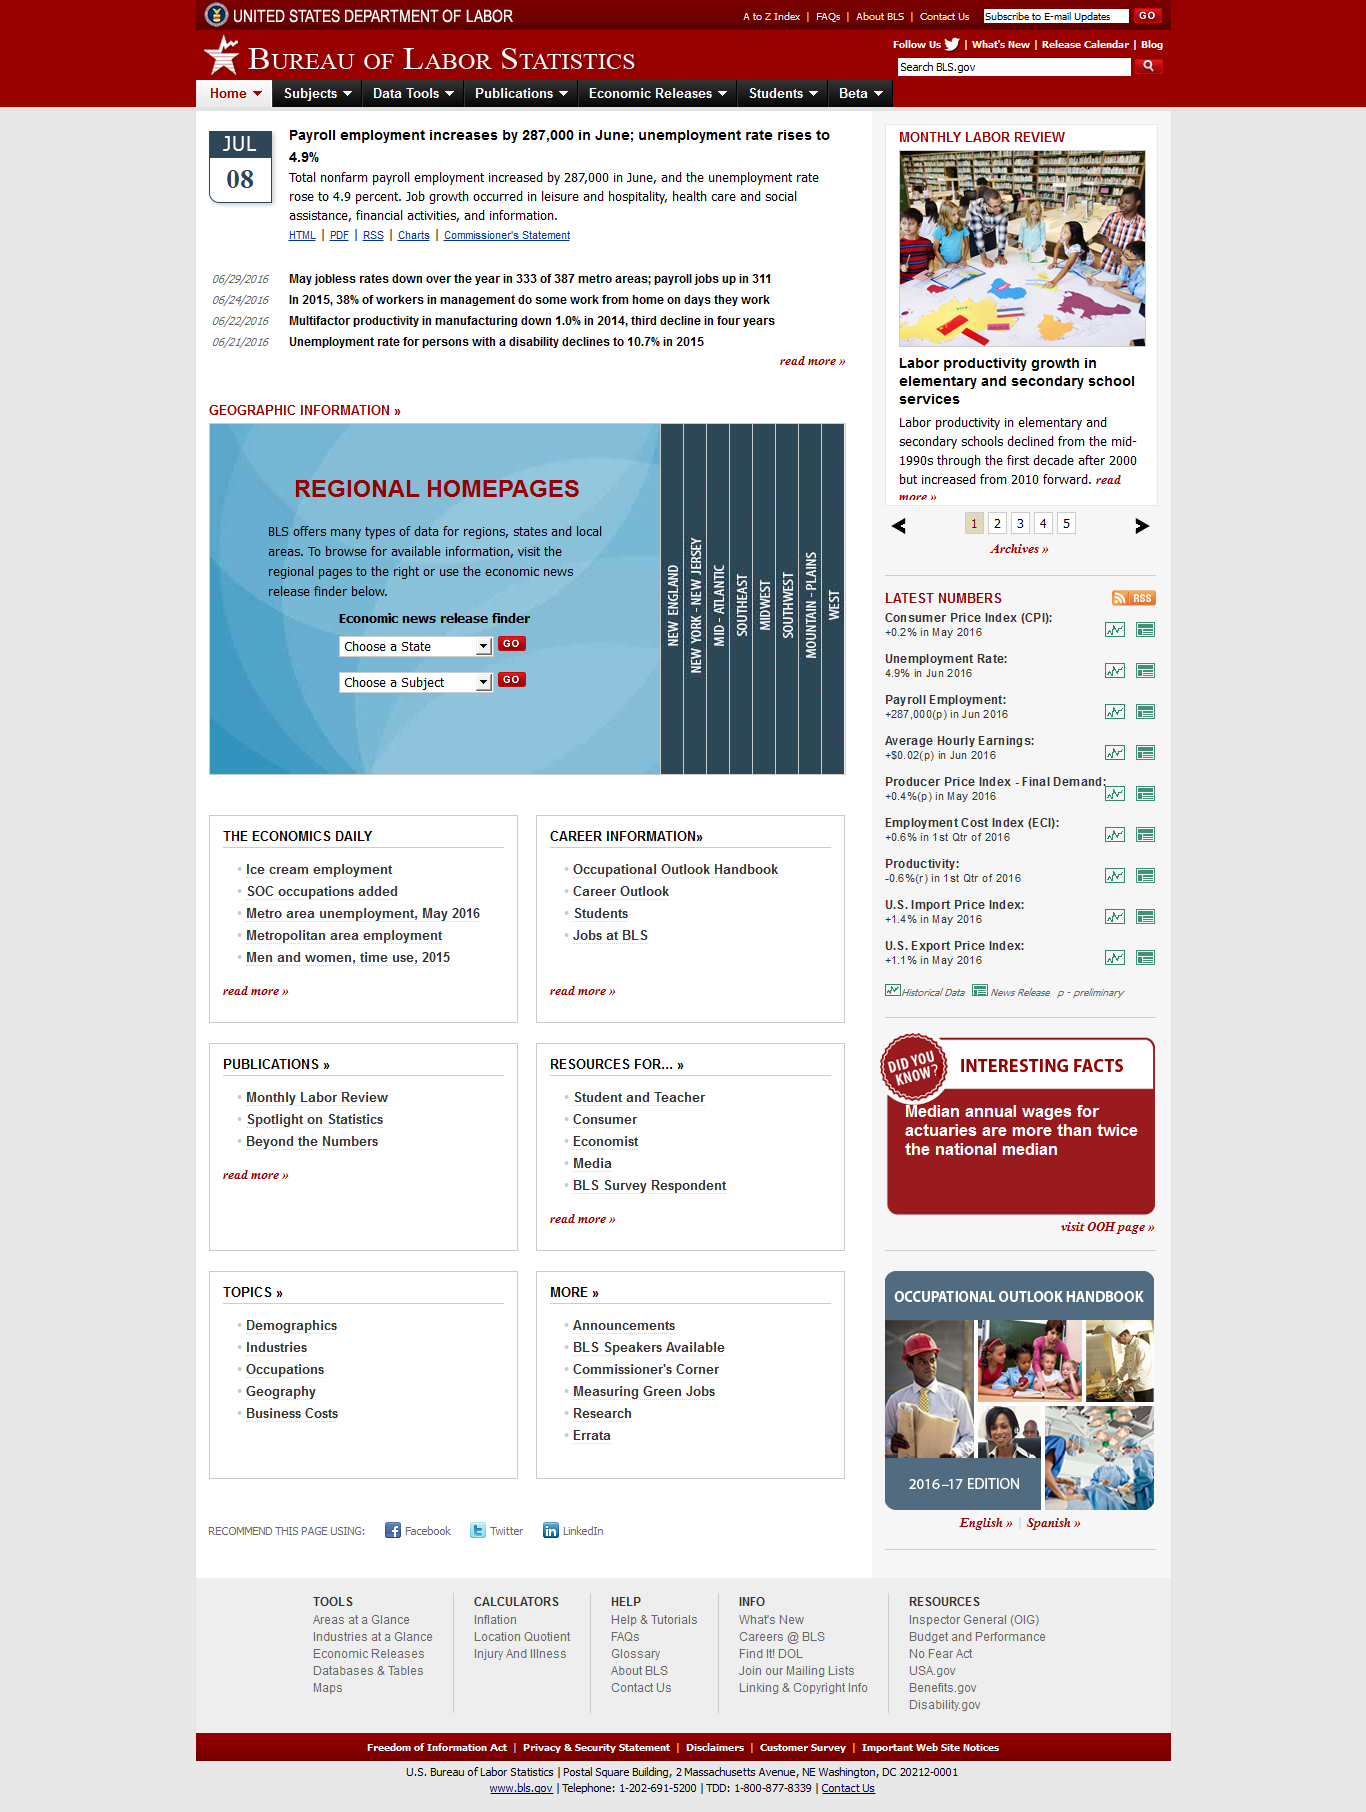 UNITED STATES DEPARTMENT OF LABOR
A to Z Index | FAQs | About BLS | Contact Us
Subscribe to E-mail Updates GO
BUREAU OF LABOR STATISTICS
Follow Us | What's New | Release Calendar | Blog
Search BLS.gov
Home Subjects Data Tools Publications Economic Releases Students Beta
JUL
08
Payroll employment increases by 287,000 in June; unemployment rate rises to
4.9%
Total nonfarm payroll employment increased by 287,000 in June, and the unemployment rate
rose to 4.9 percent. Job growth occurred in leisure and hospitality, health care and social
assistance, financial activities, and information.
HTML | PDF | RSS | Charts | Commissioner's Statement
06/29/2016 May jobless rates down over the year in 333 of 387 metro areas; payroll jobs up in 311
06/24/2016 In 2015, 38% of workers in management do some work from home on days they work
06/22/2016 Multifactor productivity in manufacturing down 1.0% in 2014, third decline in four years
06/21/2016 Unemployment rate for persons with a disability declines to 10.7% in 2015
read more »
GEOGRAPHIC INFORMATION »
REGIONAL HOMEPAGES
BLS offers many types of data for regions, states and local
areas. To browse for available information, visit the
regional pages to the right or use the economic news
release finder below.
Economic news release finder
Choose a State GO
Choose a Subject GO
NEW ENGLAND
NEW YORK - NEW JERSEY
MID - ATLANTIC
SOUTHEAST
MIDWEST
SOUTHWEST
MOUNTAIN - PLAINS
WEST
THE ECONOMICS DAILY
Ice cream employment
SOC occupations added
Metro area unemployment, May 2016
Metropolitan area employment
Men and women, time use, 2015
read more »
CAREER INFORMATION»
Occupational Outlook Handbook
Career Outlook
Students
Jobs at BLS
read more »
PUBLICATIONS »
Monthly Labor Review
Spotlight on Statistics
Beyond the Numbers
read more »
RESOURCES FOR... »
Student and Teacher
Consumer
Economist
Media
BLS Survey Respondent
read more »
TOPICS »
Demographics
Industries
Occupations
Geography
Business Costs
MORE »
Announcements
BLS Speakers Available
Commissioner's Corner
Measuring Green Jobs
Research
Errata
RECOMMEND THIS PAGE USING: Facebook Twitter LinkedIn
MONTHLY LABOR REVIEW
Labor productivity growth in
elementary and secondary school
services
Labor productivity in elementary and
secondary schools declined from the mid-
1990s through the first decade after 2000
but increased from 2010 forward. read
more »
1 2 3 4 5
Archives »
LATEST NUMBERS RSS
Consumer Price Index (CPI):
+0.2% in May 2016
Unemployment Rate:
4.9% in Jun 2016
Payroll Employment:
+287,000(p) in Jun 2016
Average Hourly Earnings:
+$0.02(p) in Jun 2016
Producer Price Index - Final Demand:
+0.4%(p) in May 2016
Employment Cost Index (ECI):
+0.6% in 1st Qtr of 2016
Productivity:
-0.6%(r) in 1st Qtr of 2016
U.S. Import Price Index:
+1.4% in May 2016
U.S. Export Price Index:
+1.1% in May 2016
Historical Data News Release p - preliminary
DID YOU
KNOW?
INTERESTING FACTS
Median annual wages for
actuaries are more than twice
the national median
visit OOH page »
OCCUPATIONAL OUTLOOK HANDBOOK
2016–17 EDITION
English » | Spanish »
TOOLS
Areas at a Glance
Industries at a Glance
Economic Releases
Databases & Tables
Maps
CALCULATORS
Inflation
Location Quotient
Injury And Illness
HELP
Help & Tutorials
FAQs
Glossary
About BLS
Contact Us
INFO
What's New
Careers @ BLS
Find It! DOL
Join our Mailing Lists
Linking & Copyright Info
RESOURCES
Inspector General (OIG)
Budget and Performance
No Fear Act
USA.gov
Benefits.gov
Disability.gov
Freedom of Information Act | Privacy & Security Statement | Disclaimers | Customer Survey | Important Web Site Notices
U.S. Bureau of Labor Statistics | Postal Square Building, 2 Massachusetts Avenue, NE Washington, DC 20212-0001
www.bls.gov | Telephone: 1-202-691-5200 | TDD: 1-800-877-8339 | Contact Us